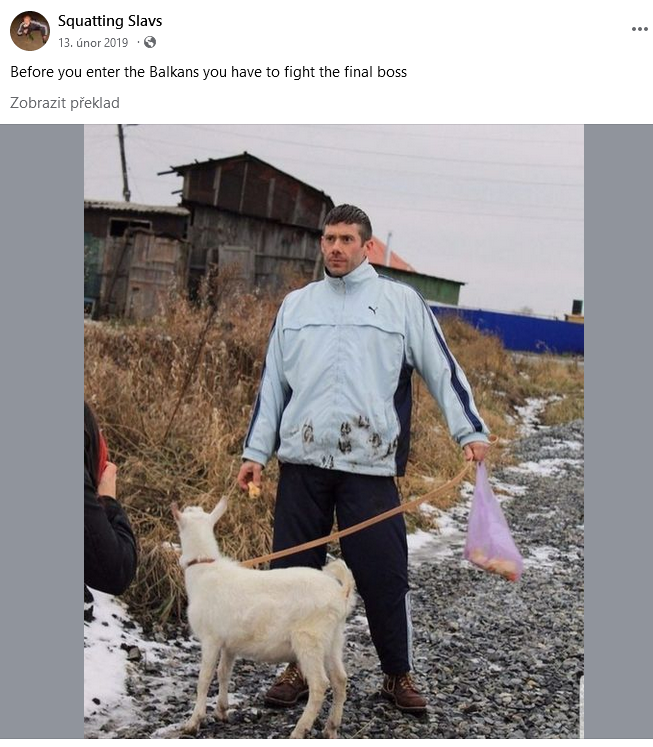 Squatting Slavs
13. únor 2019 ·
Before you enter the Balkans you have to fight the final boss
Zobrazit překlad